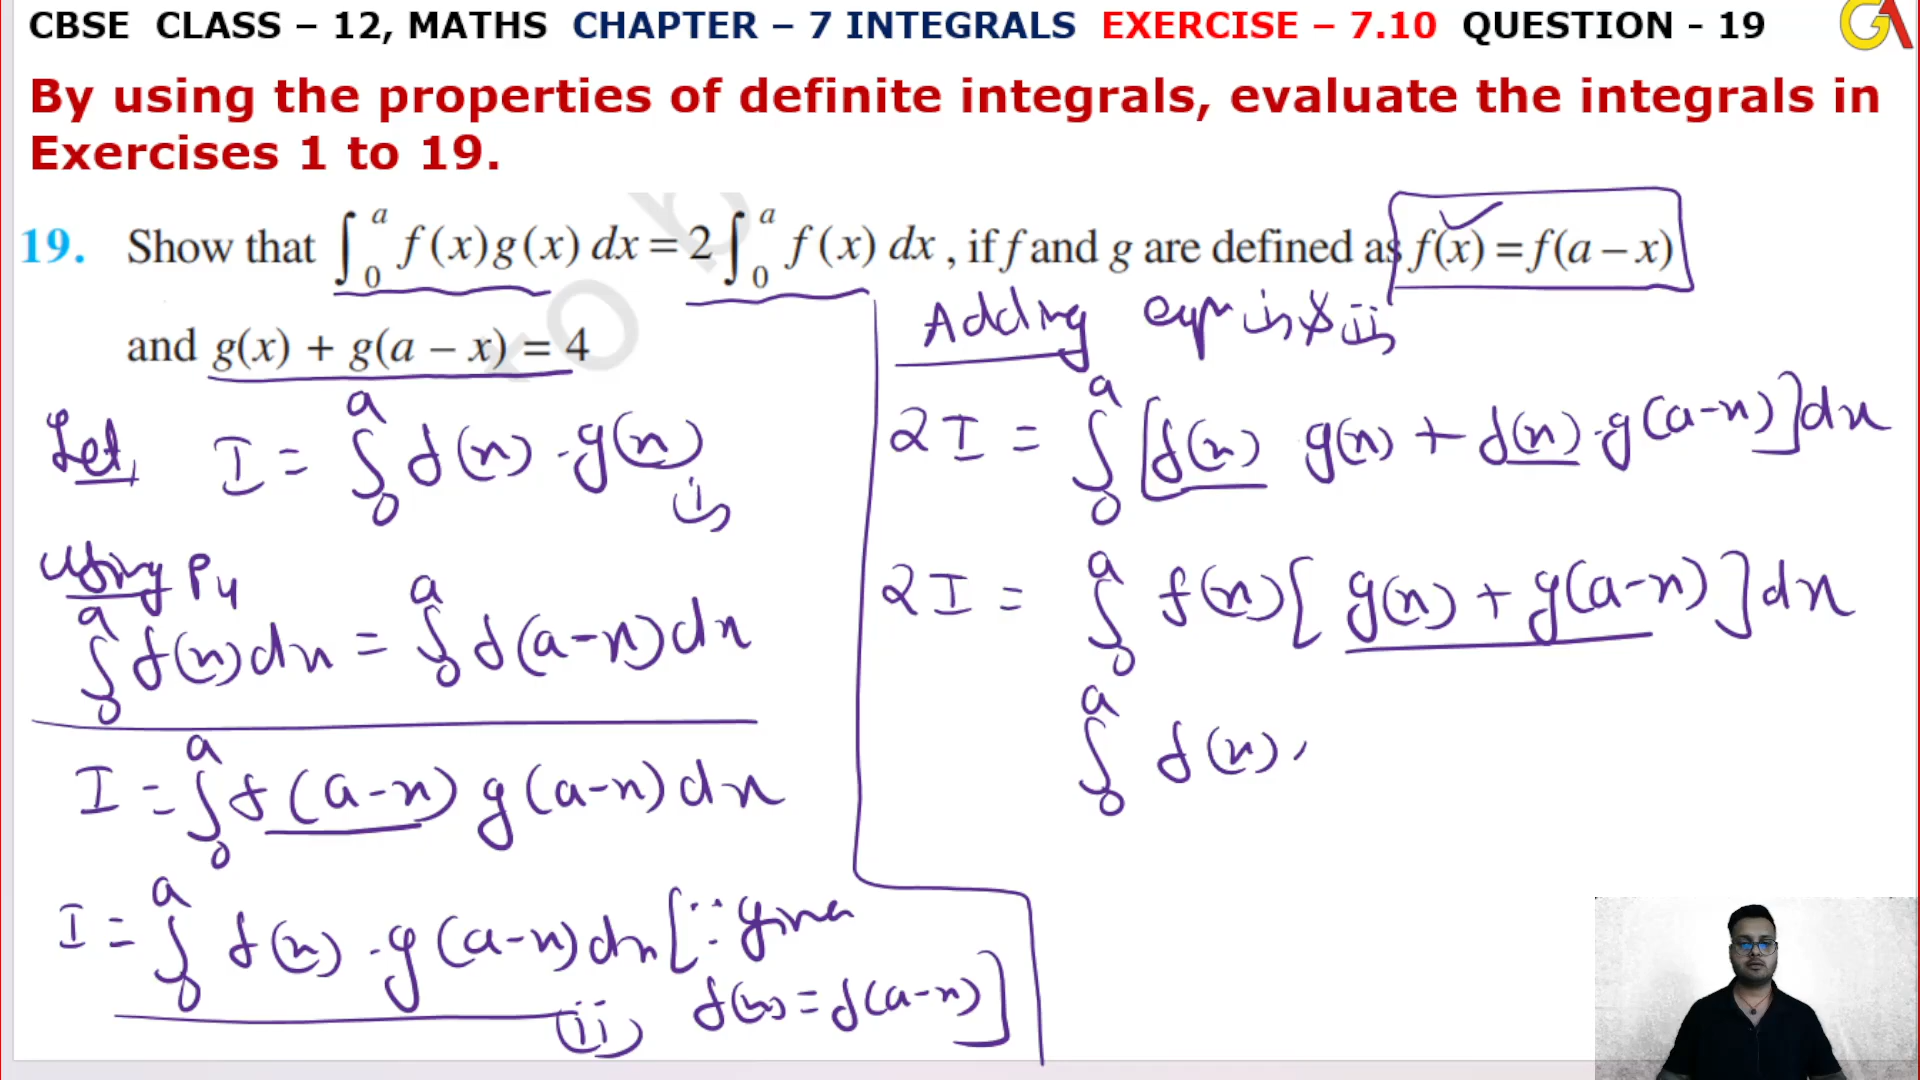 CBSE CLASS – 12, MATHS CHAPTER – 7 INTEGRALS EXERCISE – 7.10 QUESTION - 19
GA
By using the properties of definite integrals, evaluate the integrals in
Exercises 1 to 19.
19. Show that ∫₀ᵃ f(x)g(x) dx = 2∫₀ᵃ f(x) dx, if f and g are defined as f(x) = f(a – x)
and g(x) + g(a – x) = 4
Let, I = ∫₀ᵃ f(x) · g(x)
(i)
Using P4
∫₀ᵃ f(x)dx = ∫₀ᵃ f(a-x)dx
I = ∫₀ᵃ f(a-x) g(a-x)dx
I = ∫₀ᵃ f(x) · g(a-x)dx [∵ given
(ii) f(x) = f(a-x)]
Adding eqn (i) & (ii)
2I = ∫₀ᵃ [f(x) g(x) + f(x) · g(a-x)]dx
2I = ∫₀ᵃ f(x)[g(x) + g(a-x)]dx
∫₀ᵃ f(x) ·